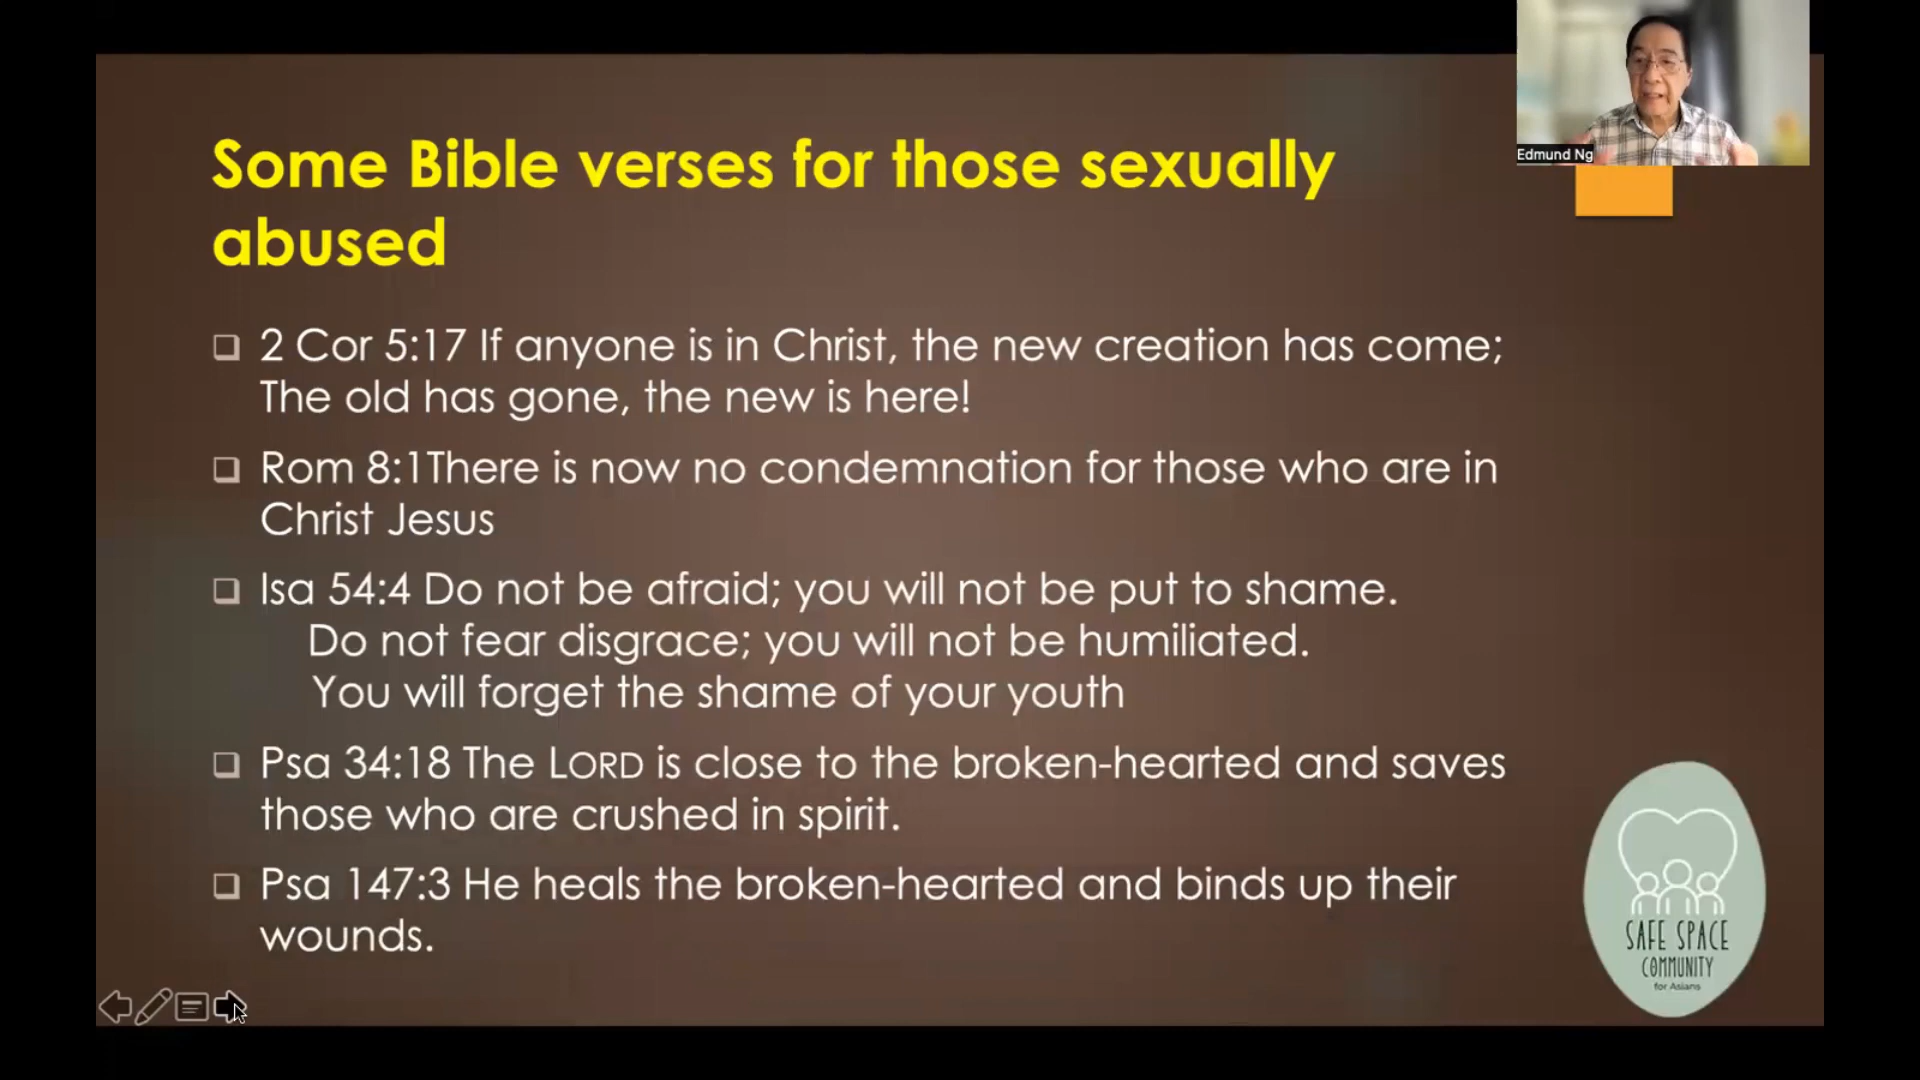 Edmund Ng
Some Bible verses for those sexually
abused
2 Cor 5:17 If anyone is in Christ, the new creation has come;
The old has gone, the new is here!
Rom 8:1There is now no condemnation for those who are in
Christ Jesus
Isa 54:4 Do not be afraid; you will not be put to shame.
Do not fear disgrace; you will not be humiliated.
You will forget the shame of your youth
Psa 34:18 The LORD is close to the broken-hearted and saves
those who are crushed in spirit.
Psa 147:3 He heals the broken-hearted and binds up their
wounds.
SAFE SPACE
COMMUNITY
for Asians